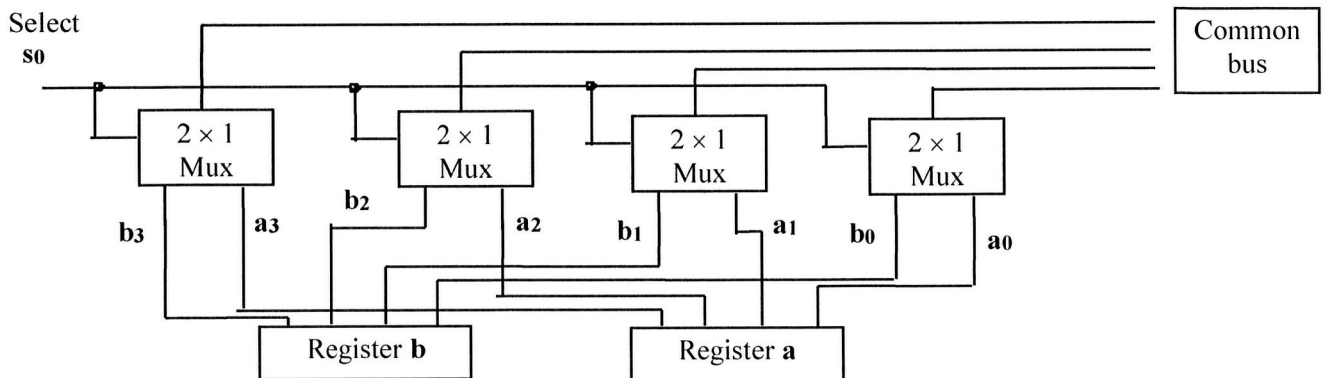 Select
s0
Common
bus
2 × 1
Mux
2 × 1
Mux
2 × 1
Mux
2 × 1
Mux
b3
a3
b2
a2
b1
a1
b0
a0
Register b
Register a